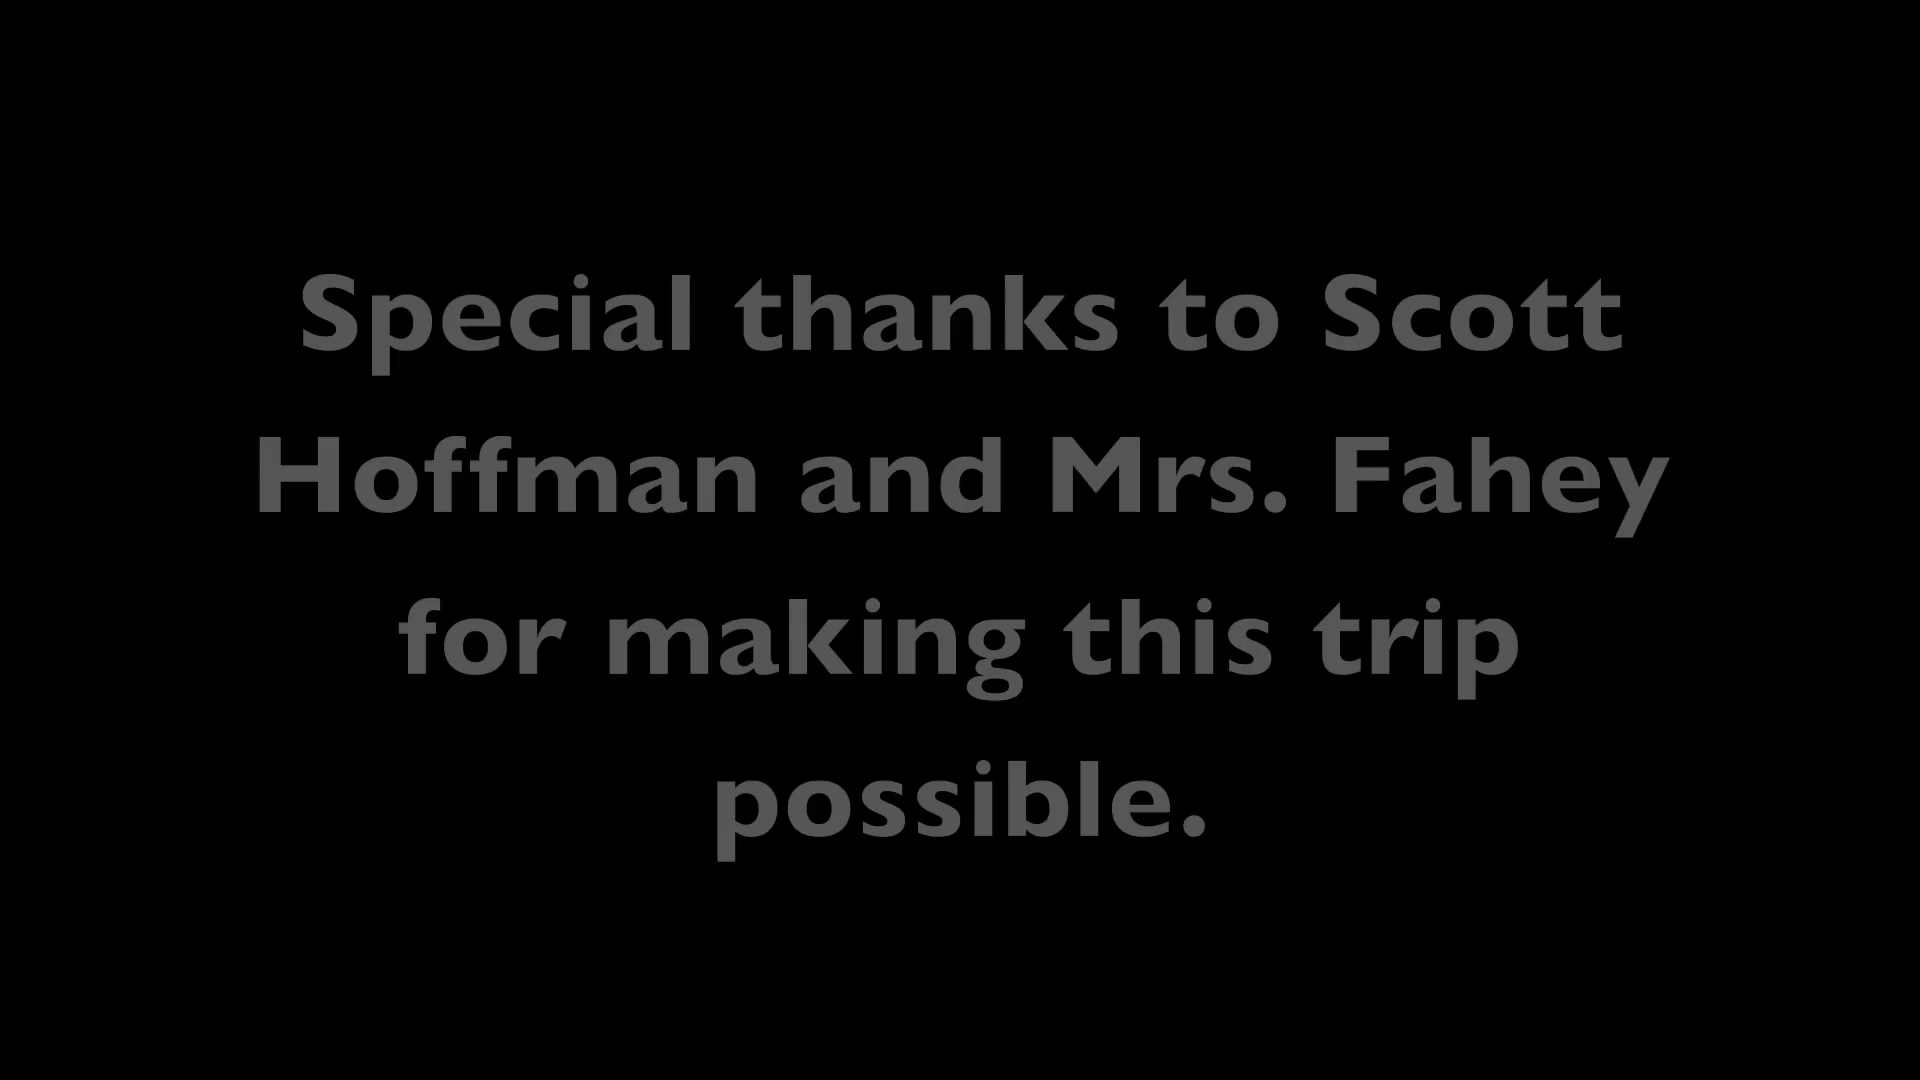 Special thanks to Scott
Hoffman and Mrs. Fahey
for making this trip
possible.